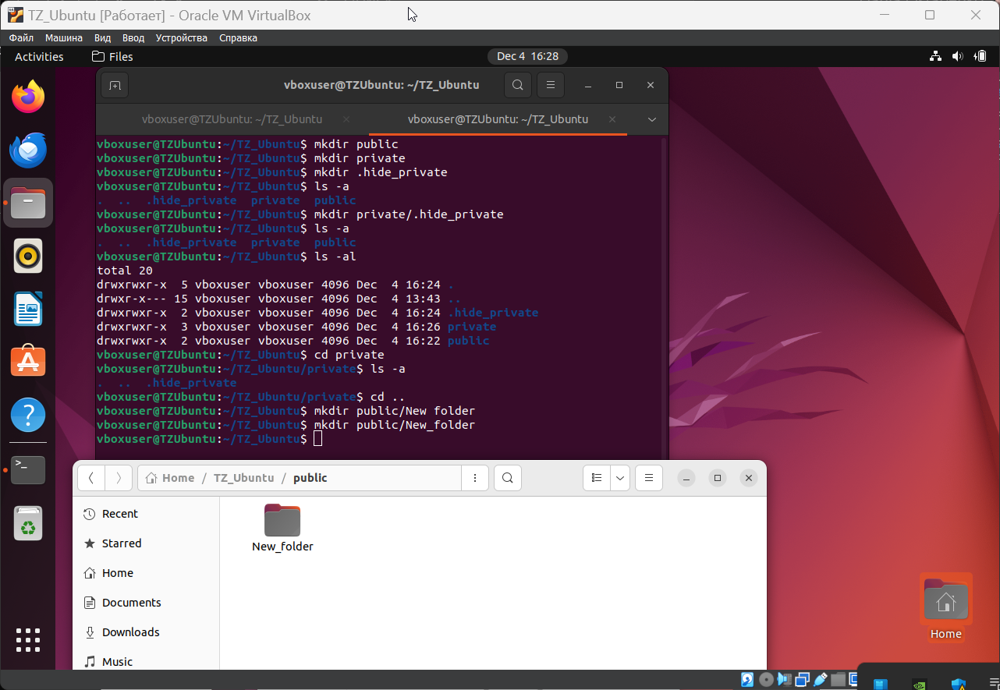 TZ_Ubuntu [Работает] - Oracle VM VirtualBox
Файл Машина Вид Ввод Устройства Справка
Activities Files Dec 4 16:28
vboxuser@TZUbuntu: ~/TZ_Ubuntu
vboxuser@TZUbuntu: ~/TZ_Ubuntu vboxuser@TZUbuntu: ~/TZ_Ubuntu
vboxuser@TZUbuntu:~/TZ_Ubuntu$ mkdir public
vboxuser@TZUbuntu:~/TZ_Ubuntu$ mkdir private
vboxuser@TZUbuntu:~/TZ_Ubuntu$ mkdir .hide_private
vboxuser@TZUbuntu:~/TZ_Ubuntu$ ls -a
. .. .hide_private private public
vboxuser@TZUbuntu:~/TZ_Ubuntu$ mkdir private/.hide_private
vboxuser@TZUbuntu:~/TZ_Ubuntu$ ls -a
. .. .hide_private private public
vboxuser@TZUbuntu:~/TZ_Ubuntu$ ls -al
total 20
drwxrwxr-x 5 vboxuser vboxuser 4096 Dec 4 16:24 .
drwxr-x--- 15 vboxuser vboxuser 4096 Dec 4 13:43 ..
drwxrwxr-x 2 vboxuser vboxuser 4096 Dec 4 16:24 .hide_private
drwxrwxr-x 3 vboxuser vboxuser 4096 Dec 4 16:26 private
drwxrwxr-x 2 vboxuser vboxuser 4096 Dec 4 16:22 public
vboxuser@TZUbuntu:~/TZ_Ubuntu$ cd private
vboxuser@TZUbuntu:~/TZ_Ubuntu/private$ ls -a
. .. .hide_private
vboxuser@TZUbuntu:~/TZ_Ubuntu/private$ cd ..
vboxuser@TZUbuntu:~/TZ_Ubuntu$ mkdir public/New folder
vboxuser@TZUbuntu:~/TZ_Ubuntu$ mkdir public/New_folder
vboxuser@TZUbuntu:~/TZ_Ubuntu$
Home / TZ_Ubuntu / public
Recent
Starred
Home
Documents
Downloads
Music
New_folder
Home